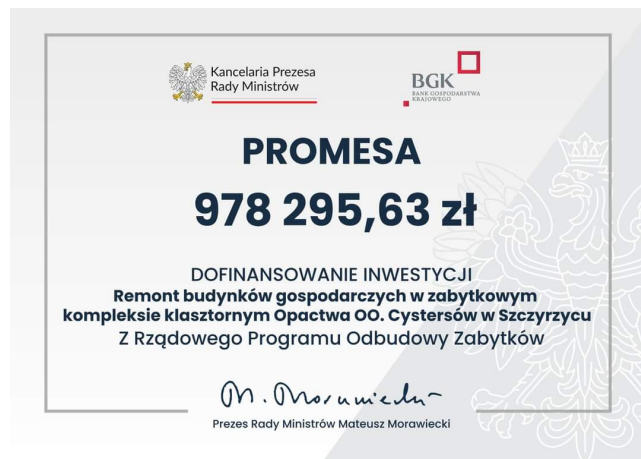 Kancelaria Prezesa
Rady Ministrów
BGK
BANK GOSPODARSTWA
KRAJOWEGO
PROMESA
978 295,63 zł
DOFINANSOWANIE INWESTYCJI
Remont budynków gospodarczych w zabytkowym
kompleksie klasztornym Opactwa OO. Cystersów w Szczyrzycu
Z Rządowego Programu Odbudowy Zabytków
M. Morawiecki
Prezes Rady Ministrów Mateusz Morawiecki